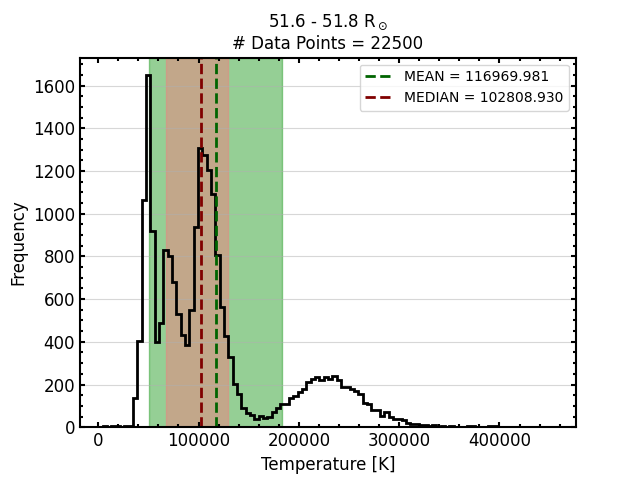 51.6 - 51.8 R⊙
# Data Points = 22500
MEAN = 116969.981
MEDIAN = 102808.930
1600
1400
1200
1000
800
600
400
200
0
Frequency
0 100000 200000 300000 400000
Temperature [K]